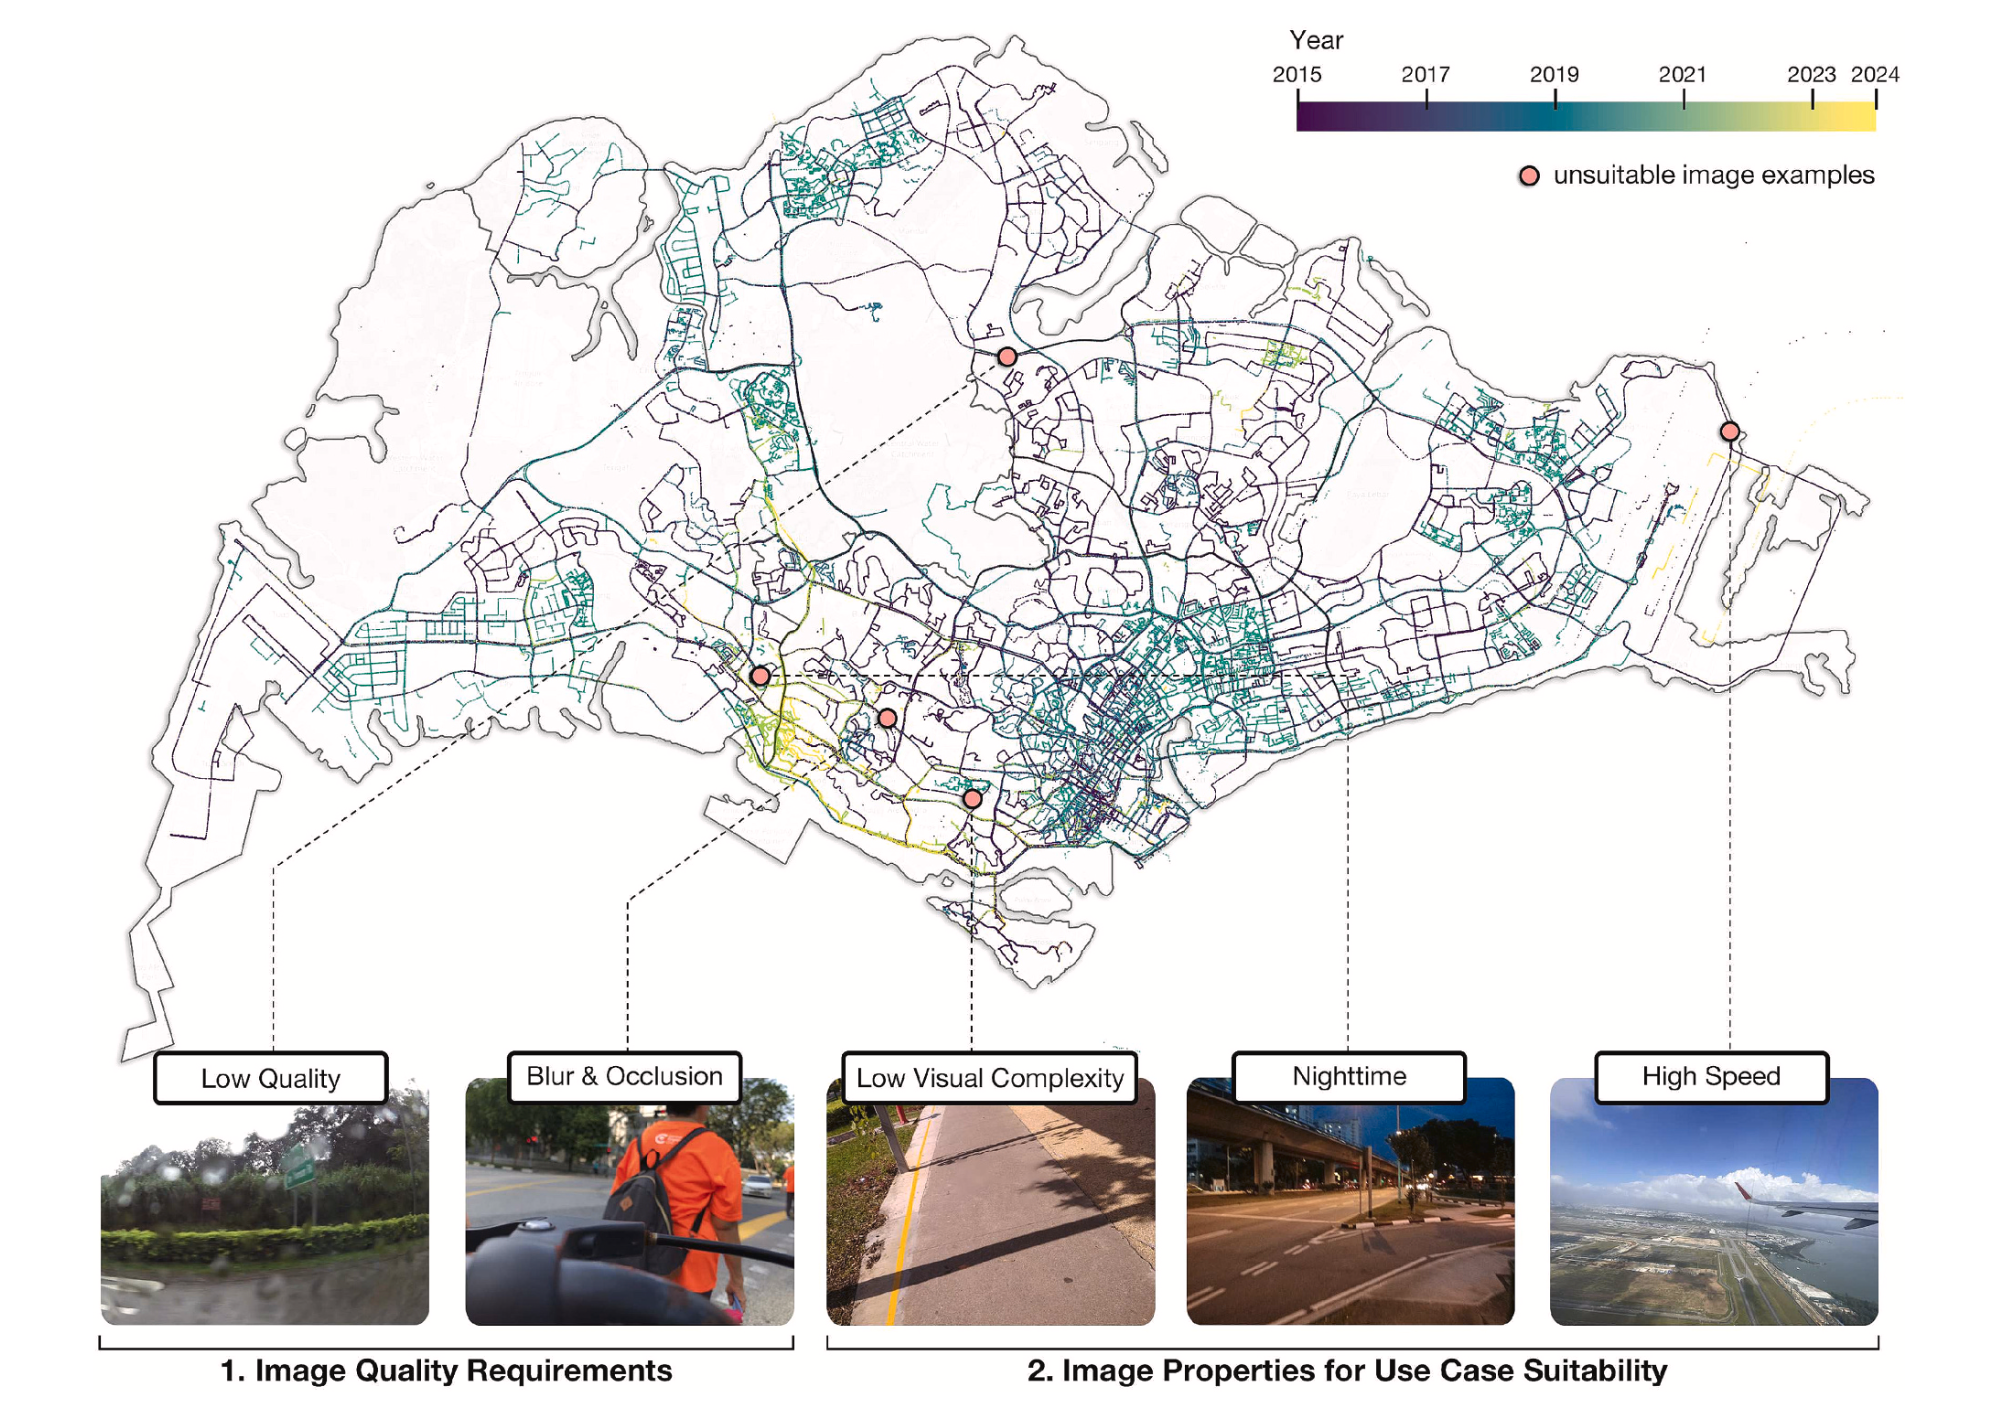 Year
2015 2017 2019 2021 2023 2024
unsuitable image examples
Low Quality
Blur & Occlusion
Low Visual Complexity
Nighttime
High Speed
1. Image Quality Requirements
2. Image Properties for Use Case Suitability